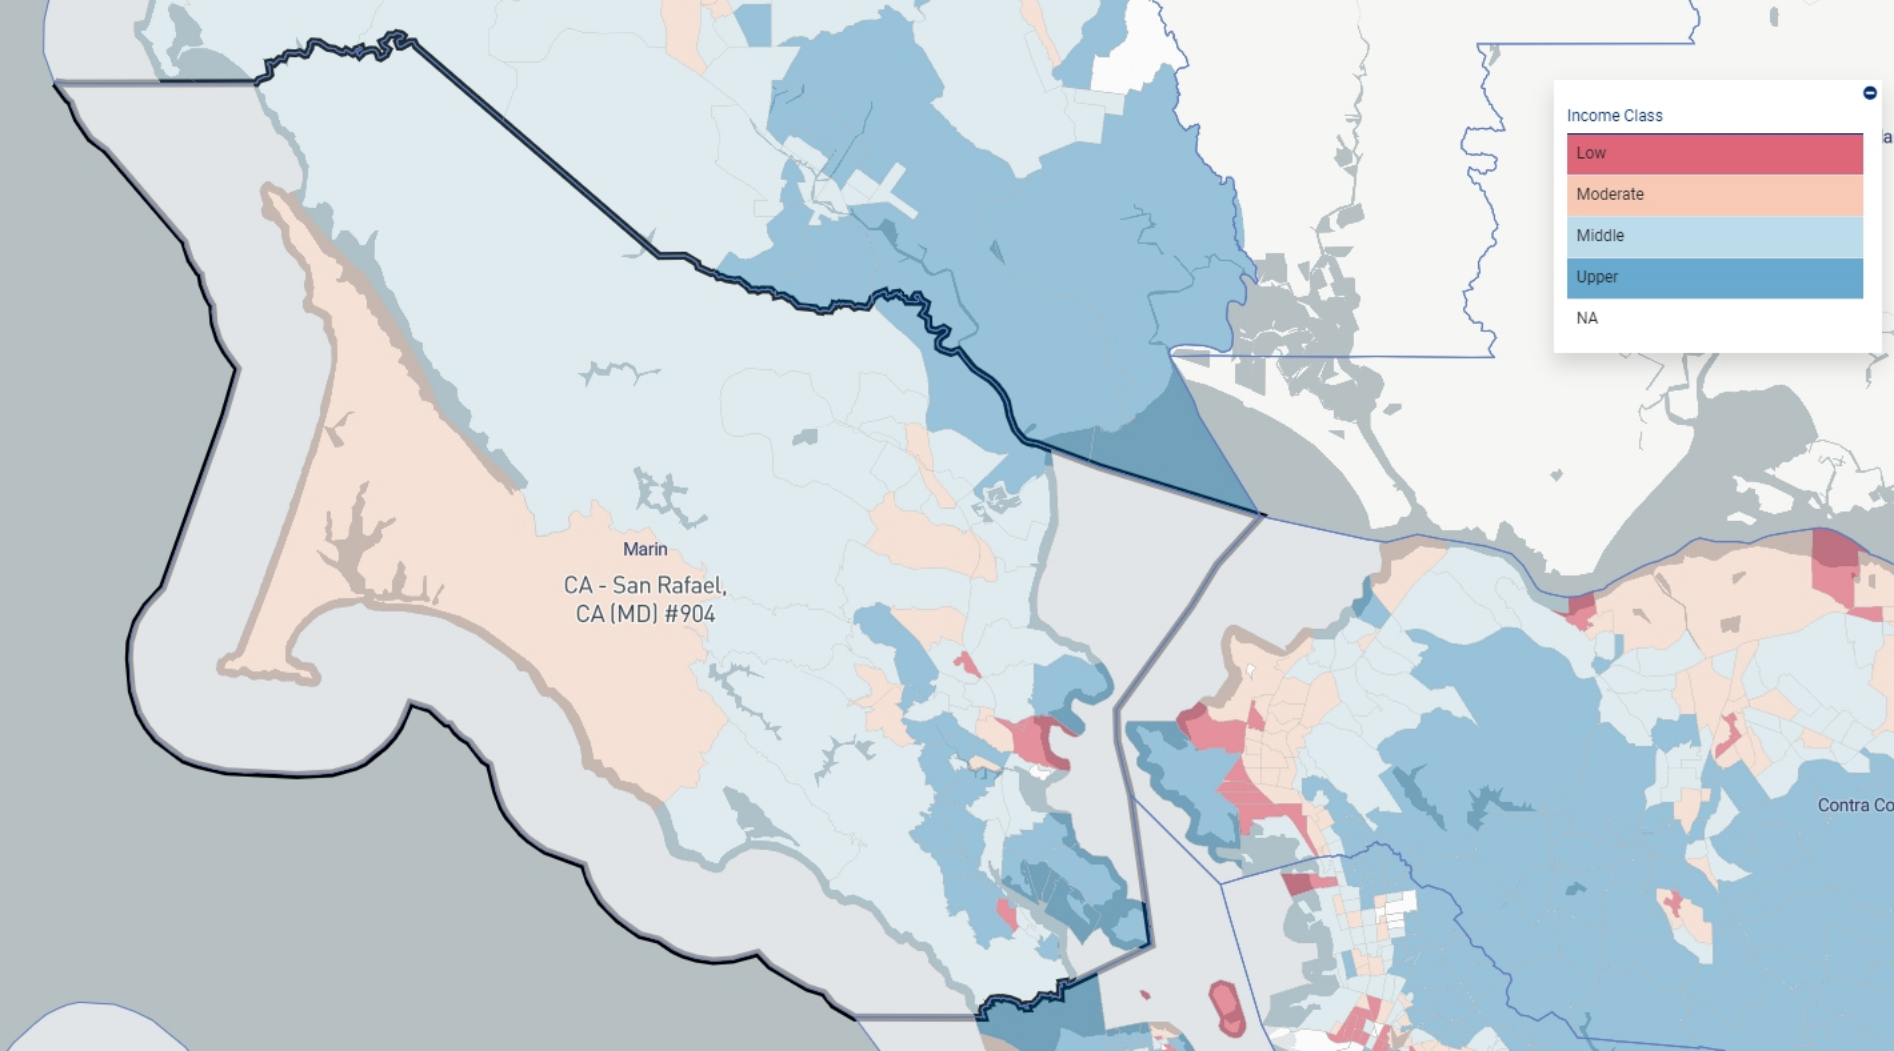 Income Class
Low
Moderate
Middle
Upper
NA
Marin
CA - San Rafael,
CA (MD) #904
Contra Co